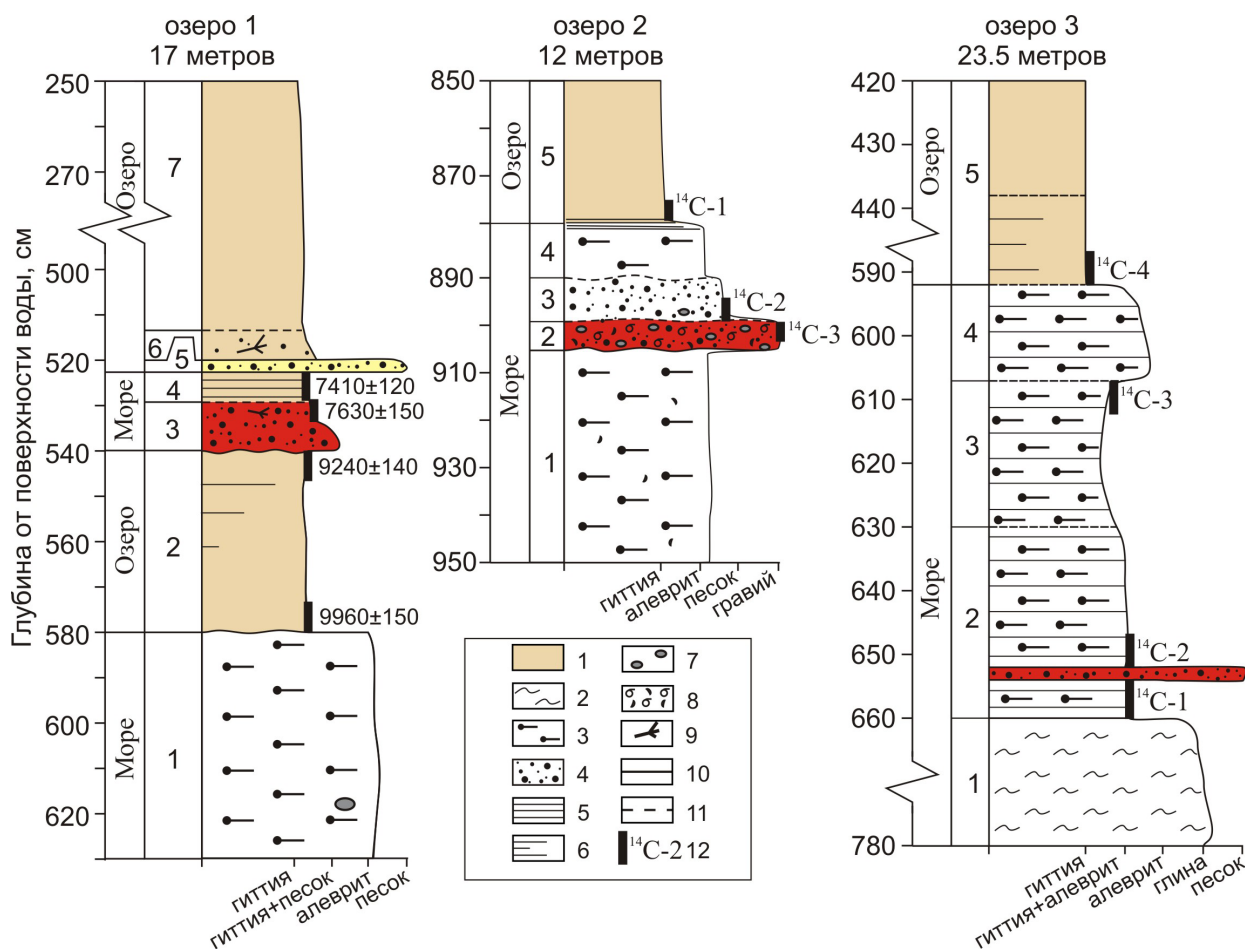 озеро 1
17 метров
Глубина от поверхности воды, см
250
270
500
520
540
560
580
600
620
Озеро
Море
Озеро
Море
7
6
5
4
3
2
1
7410±120
7630±150
9240±140
9960±150
гиттия
гиттия+песок
алеврит
песок
озеро 2
12 метров
850
870
890
910
930
950
Озеро
Море
5
4
3
2
1
¹⁴C-1
¹⁴C-2
¹⁴C-3
гиттия
алеврит
песок
гравий
1
2
3
4
5
6
7
8
9
10
11
¹⁴C-2 12
озеро 3
23.5 метров
420
430
440
590
600
610
620
630
640
650
660
780
Озеро
Море
5
4
3
2
1
¹⁴C-4
¹⁴C-3
¹⁴C-2
¹⁴C-1
гиттия
гиттия+алеврит
алеврит
глина
песок